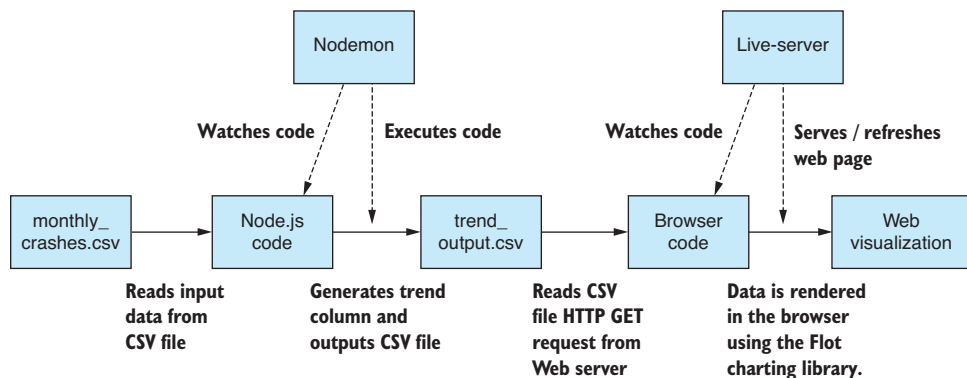 Nodemon
Live-server
Watches code
Executes code
Watches code
Serves / refreshes
web page
monthly_
crashes.csv
Node.js
code
trend_
output.csv
Browser
code
Web
visualization
Reads input
data from
CSV file
Generates trend
column and
outputs CSV file
Reads CSV
file HTTP GET
request from
Web server
Data is rendered
in the browser
using the Flot
charting library.